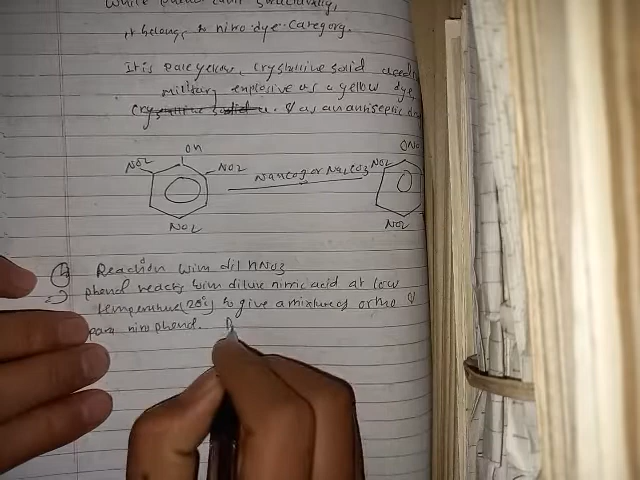 it belongs to nitro dye Category.
It is pale yellow, Crystalline solid
military explosive as a yellow dye,
Crystalline solid & as an antiseptic
OH
NO2 NO2
NO2
NaHCO3 or Na2CO3
ONa
NO2
NO2
Reaction with dil HNO3
phenol reacts with dilute nitric acid at low
temperature (20°C) to give a mixture of ortho &
para nitro phenol.